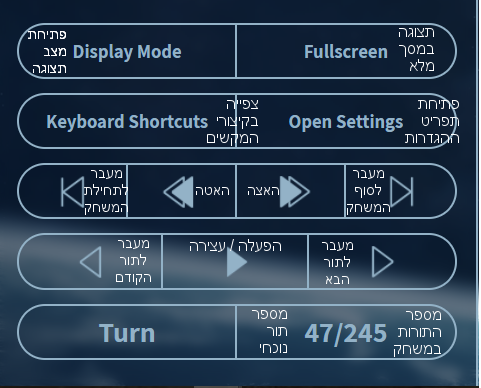 פתיחת
מצב
תצוגה
Display Mode
Fullscreen
תצוגה
במסך
מלא
Keyboard Shortcuts
צפייה
בקיצורי
המקשים
Open Settings
פתיחת
תפריט
ההגדרות
מעבר
לתחילת
המשחק
האטה
האצה
מעבר
לסוף
המשחק
מעבר
לתור
הקודם
הפעלה / עצירה
מעבר
לתור
הבא
Turn
מספר
תור
נוכחי
47/245
מספר
התורות
במשחק